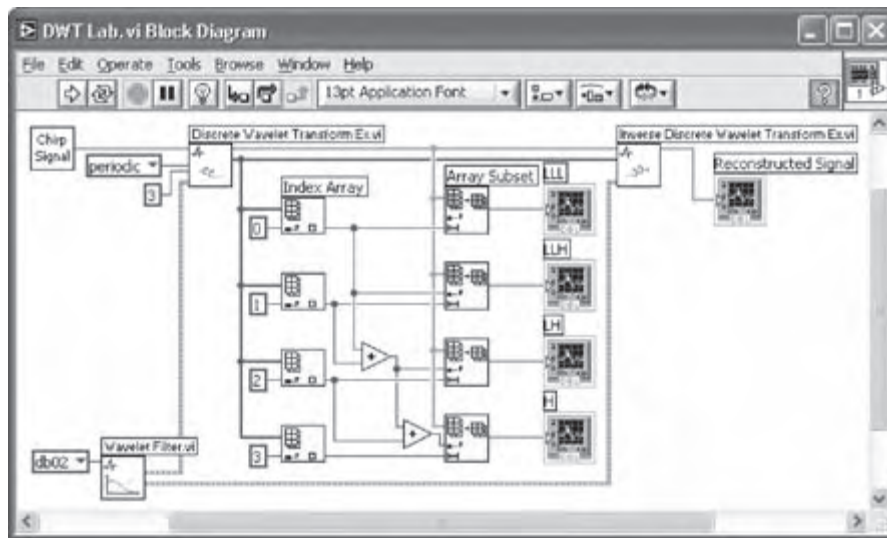 DWT Lab.vi Block Diagram
File Edit Operate Tools Browse Window Help
13pt Application Font
1
Chirp
Signal
Discrete Wavelet Transform Ex.vi
Inverse Discrete Wavelet Transform Ex.vi
periodic
3
Index Array
Array Subset
LLL
Reconstructed Signal
0
LLH
1
LH
2
H
3
Wavelet Filter.vi
db02